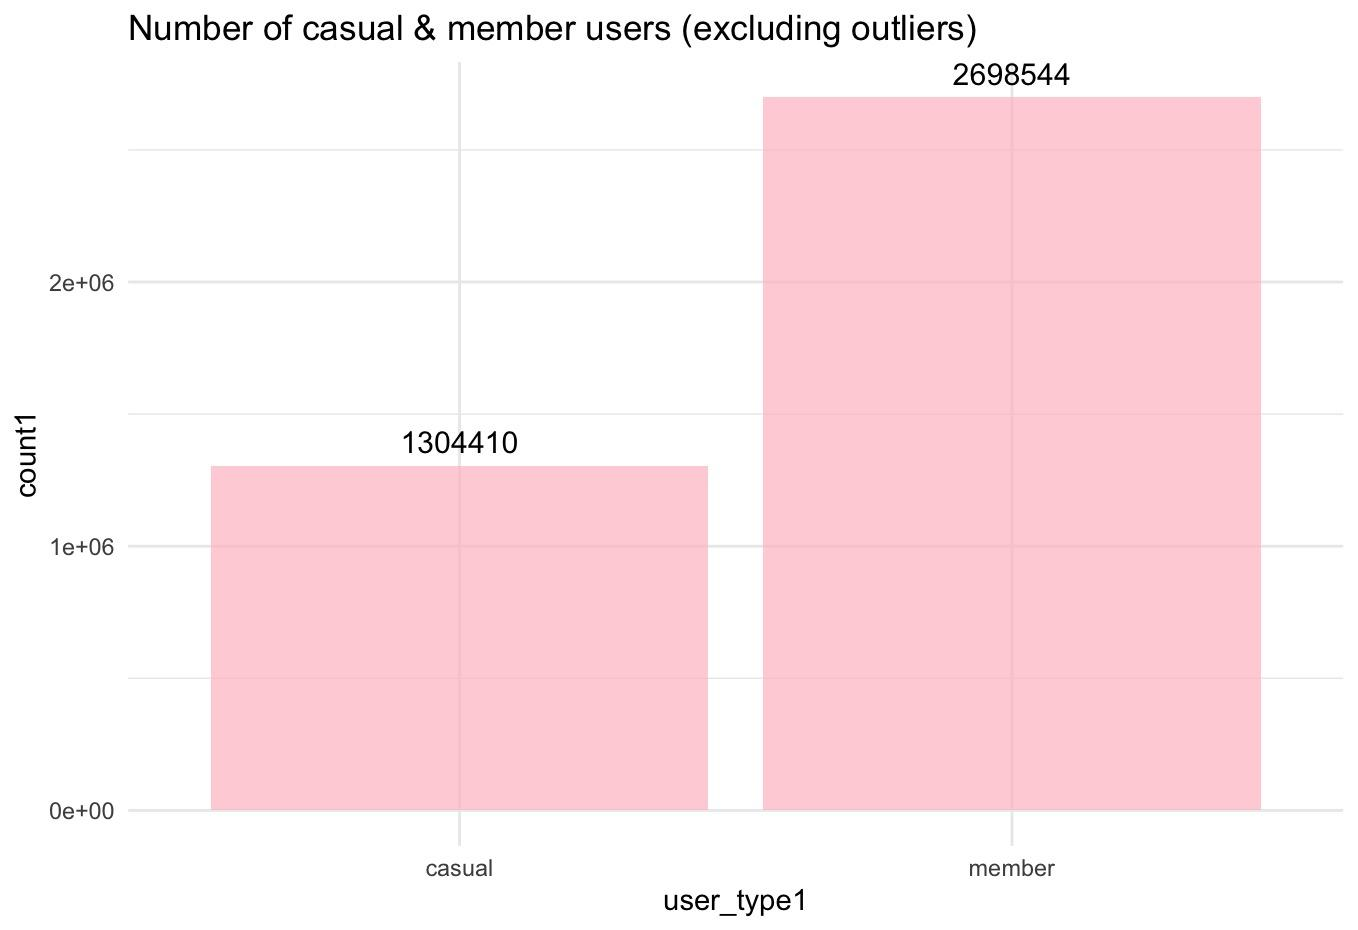 Number of casual & member users (excluding outliers)
2698544
2e+06
count1
1304410
1e+06
0e+00
casual
member
user_type1